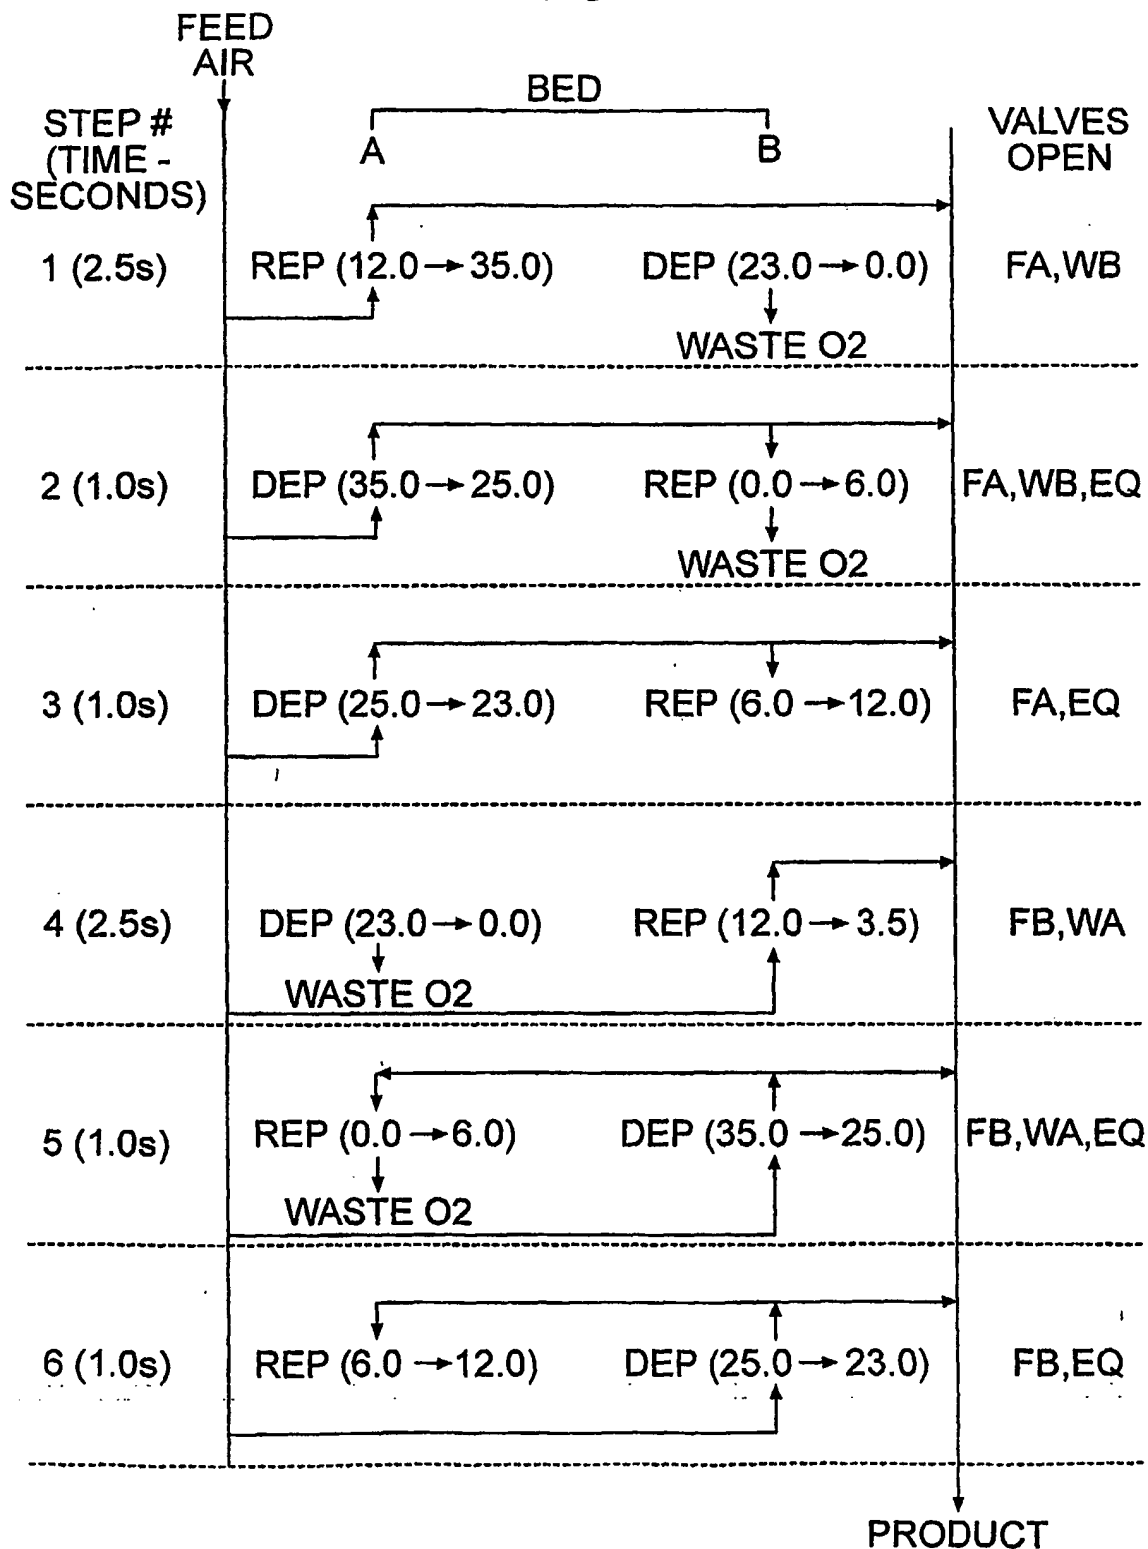 FEED
AIR
BED
STEP #
(TIME -
SECONDS)
A
B
VALVES
OPEN
1 (2.5s)
REP (12.0→35.0)
DEP (23.0→0.0)
FA,WB
WASTE O2
2 (1.0s)
DEP (35.0→25.0)
REP (0.0→6.0)
FA,WB,EQ
WASTE O2
3 (1.0s)
DEP (25.0→23.0)
REP (6.0→12.0)
FA,EQ
4 (2.5s)
DEP (23.0→0.0)
REP (12.0→3.5)
FB,WA
WASTE O2
5 (1.0s)
REP (0.0→6.0)
DEP (35.0→25.0)
FB,WA,EQ
WASTE O2
6 (1.0s)
REP (6.0→12.0)
DEP (25.0→23.0)
FB,EQ
PRODUCT